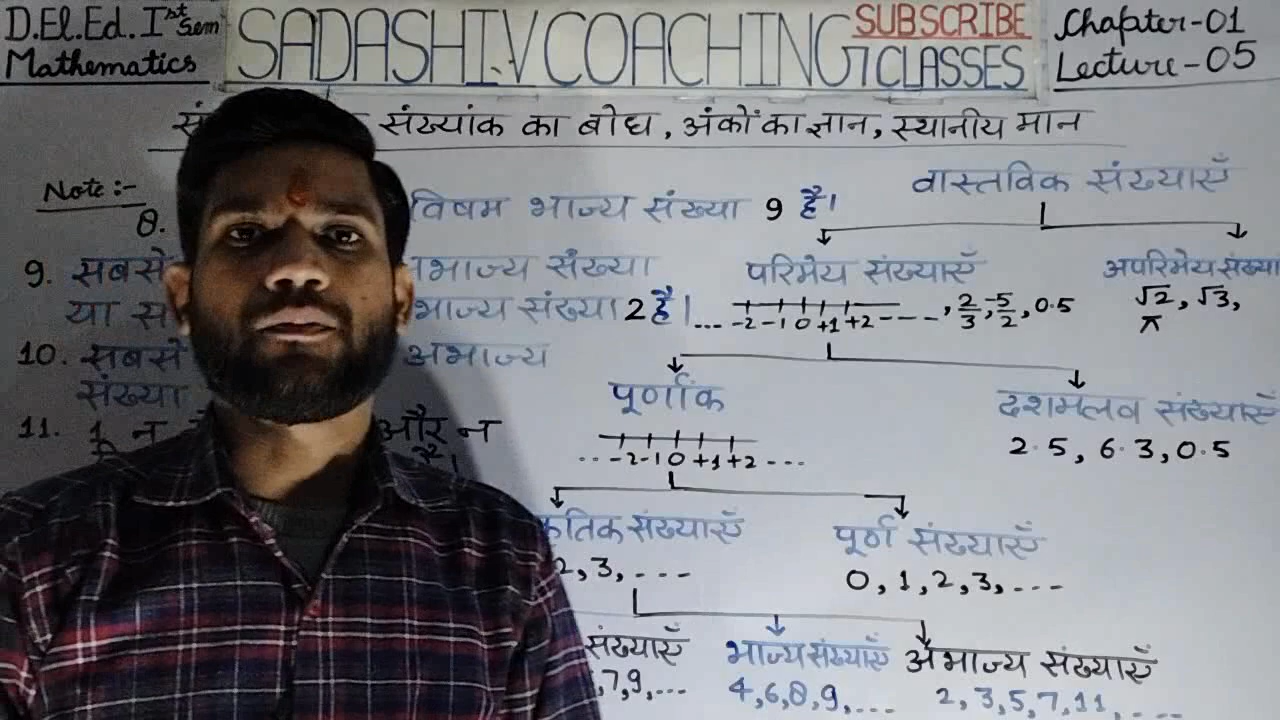 D.El.Ed. Ist Sem
Mathematics
SADASHIV COACHING CLASSES
SUBSCRIBE
Chapter-01
Lecture-05
संख्यांक का बोध, अंकों का ज्ञान, स्थानीय मान
Note:-
8. विषम भाज्य संख्या 9 है।
9. सबसे अभाज्य संख्या
या भाज्य संख्या 2 है।
10. सबसे अभाज्य
संख्या
11. 1 न और न
वास्तविक संख्याएँ
परिमेय संख्याएँ
...-2-1 0 +1 +2 ----, 2/3, -5/2, 0.5
अपरिमेय संख्या
√2, √3,
π
पूर्णांक
...-2-1 0 +1 +2 ...
दशमलव संख्याएँ
2.5, 6.3, 0.5
कृतिक संख्याएँ
2, 3, ----
पूर्ण संख्याएँ
0, 1, 2, 3, ---
संख्याएँ
, 7, 9, ...
भाज्य संख्याएँ
4, 6, 8, 9, ...
अभाज्य संख्याएँ
2, 3, 5, 7, 11, ---